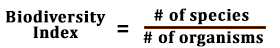 Biodiversity Index = # of species
# of organisms